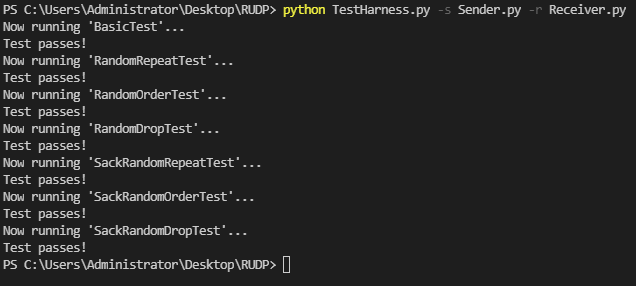 PS C:\Users\Administrator\Desktop\RUDP> python TestHarness.py -s Sender.py -r Receiver.py
Now running 'BasicTest'...
Test passes!
Now running 'RandomRepeatTest'...
Test passes!
Now running 'RandomOrderTest'...
Test passes!
Now running 'RandomDropTest'...
Test passes!
Now running 'SackRandomRepeatTest'...
Test passes!
Now running 'SackRandomOrderTest'...
Test passes!
Now running 'SackRandomDropTest'...
Test passes!
PS C:\Users\Administrator\Desktop\RUDP>